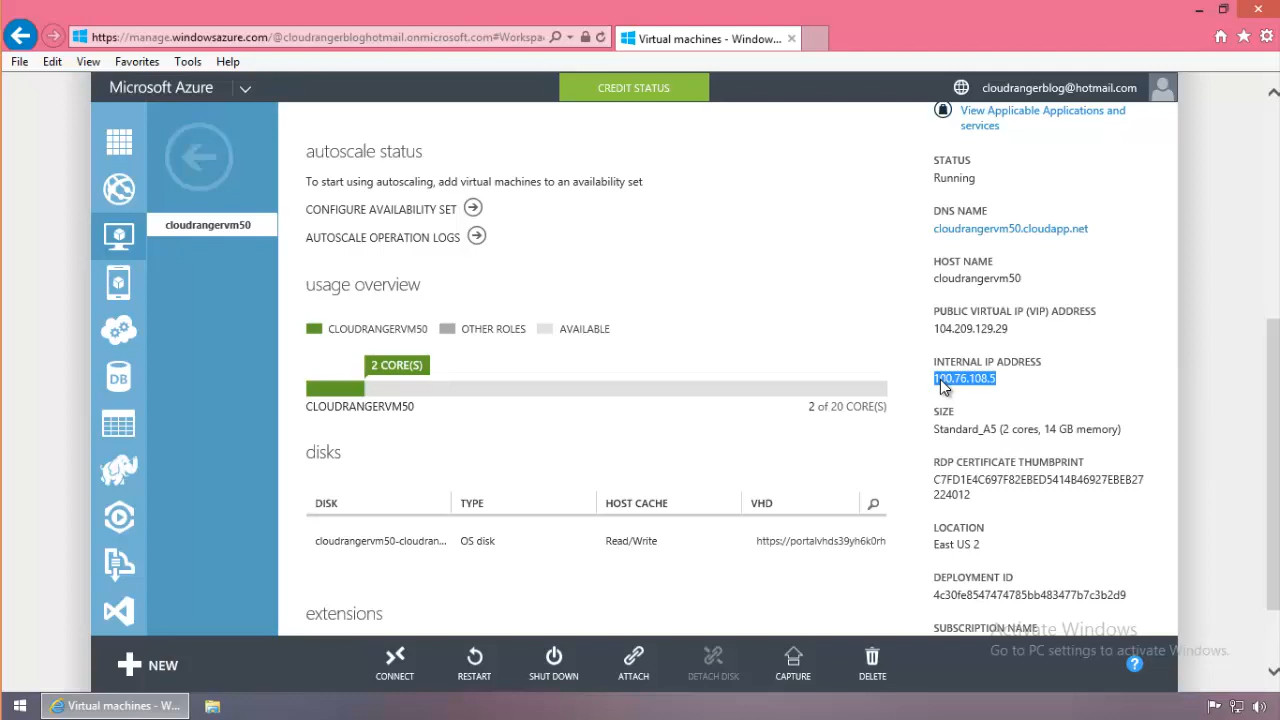 https://manage.windowsazure.com/@cloudrangerbloghotmail.onmicrosoft.com#Workspa
Virtual machines - Window...
File Edit View Favorites Tools Help
Microsoft Azure
CREDIT STATUS
cloudrangerblog@hotmail.com
cloudrangervm50
autoscale status
To start using autoscaling, add virtual machines to an availability set
CONFIGURE AVAILABILITY SET
AUTOSCALE OPERATION LOGS
usage overview
CLOUDRANGERVM50 OTHER ROLES AVAILABLE
2 CORE(S)
CLOUDRANGERVM50 2 of 20 CORE(S)
disks
DISK TYPE HOST CACHE VHD
cloudrangervm50-cloudran... OS disk Read/Write https://portalvhds39yh6k0rh
extensions
View Applicable Applications and
services
STATUS
Running
DNS NAME
cloudrangervm50.cloudapp.net
HOST NAME
cloudrangervm50
PUBLIC VIRTUAL IP (VIP) ADDRESS
104.209.129.29
INTERNAL IP ADDRESS
100.76.108.5
SIZE
Standard_A5 (2 cores, 14 GB memory)
RDP CERTIFICATE THUMBPRINT
C7FD1E4C697F82EBED5414B46927EBEB27
224012
LOCATION
East US 2
DEPLOYMENT ID
4c30fe8547474785bb483477b7c3b2d9
SUBSCRIPTION NAME
Activate Windows
Go to PC settings to activate Windows.
DB
NEW
CONNECT
RESTART
SHUT DOWN
ATTACH
DETACH DISK
CAPTURE
DELETE
?
Virtual machines - W...